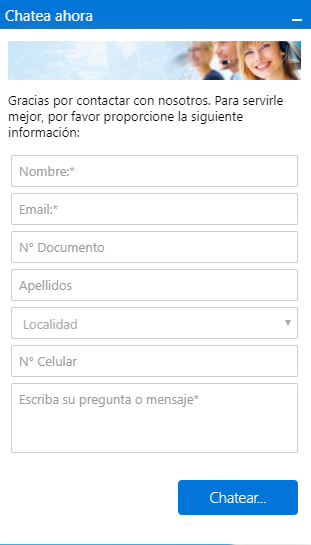 Chatea ahora
Gracias por contactar con nosotros. Para servirle
mejor, por favor proporcione la siguiente
información:
Nombre:*
Email:*
N° Documento
Apellidos
Localidad
N° Celular
Escriba su pregunta o mensaje*
Chatear...